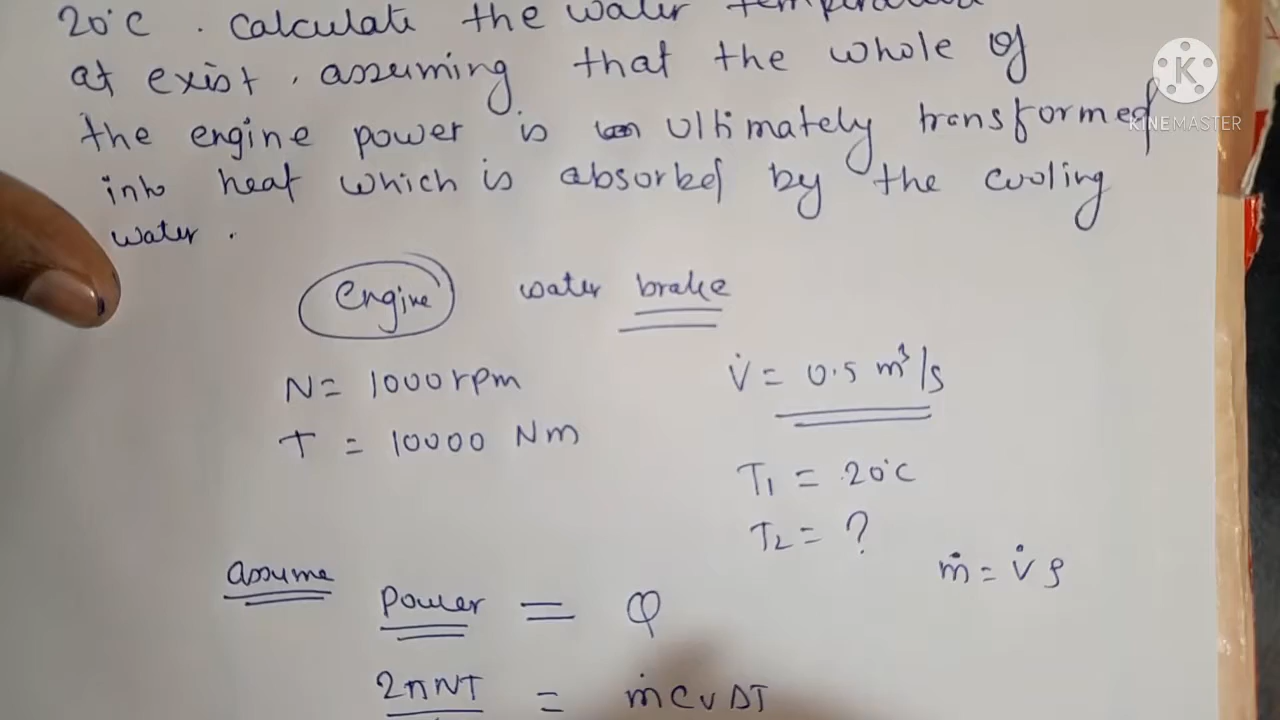 20°C . Calculate the water temperature
at exist . assuming that the whole of
the engine power is ultimately transformed
into heat which is absorbed by the cooling
water .
K
KINEMASTER
Engine water brake
N = 1000 rpm
V̇ = 0.5 m³/s
T = 10000 Nm
T₁ = 20°C
T₂ = ?
ṁ = V̇ ρ
assume
power = Q
2πNT = ṁ Cv ΔT